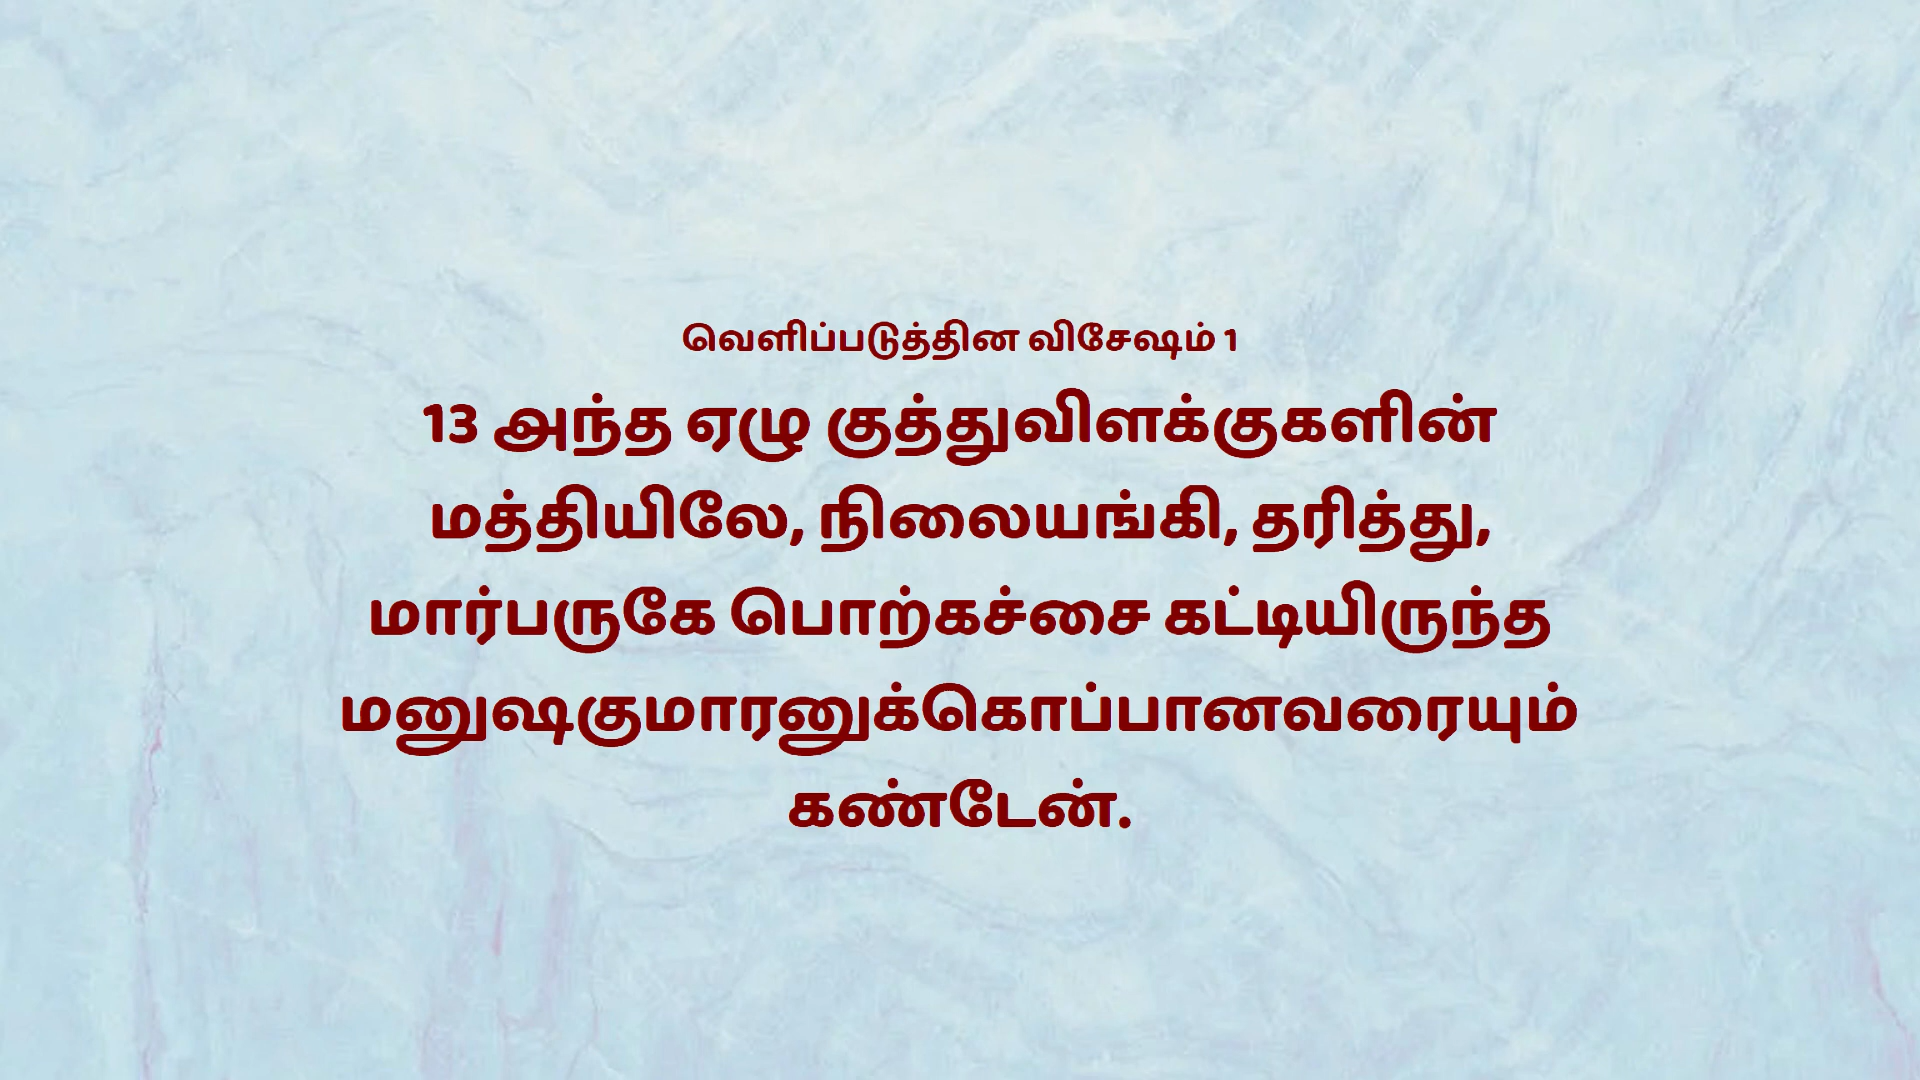 வெளிப்படுத்தின விசேஷம் 1
13 அந்த ஏழு குத்துவிளக்குகளின்
மத்தியிலே, நிலையங்கி, தரித்து,
மார்பருகே பொற்கச்சை கட்டியிருந்த
மனுஷகுமாரனுக்கொப்பானவரையும்
கண்டேன்.